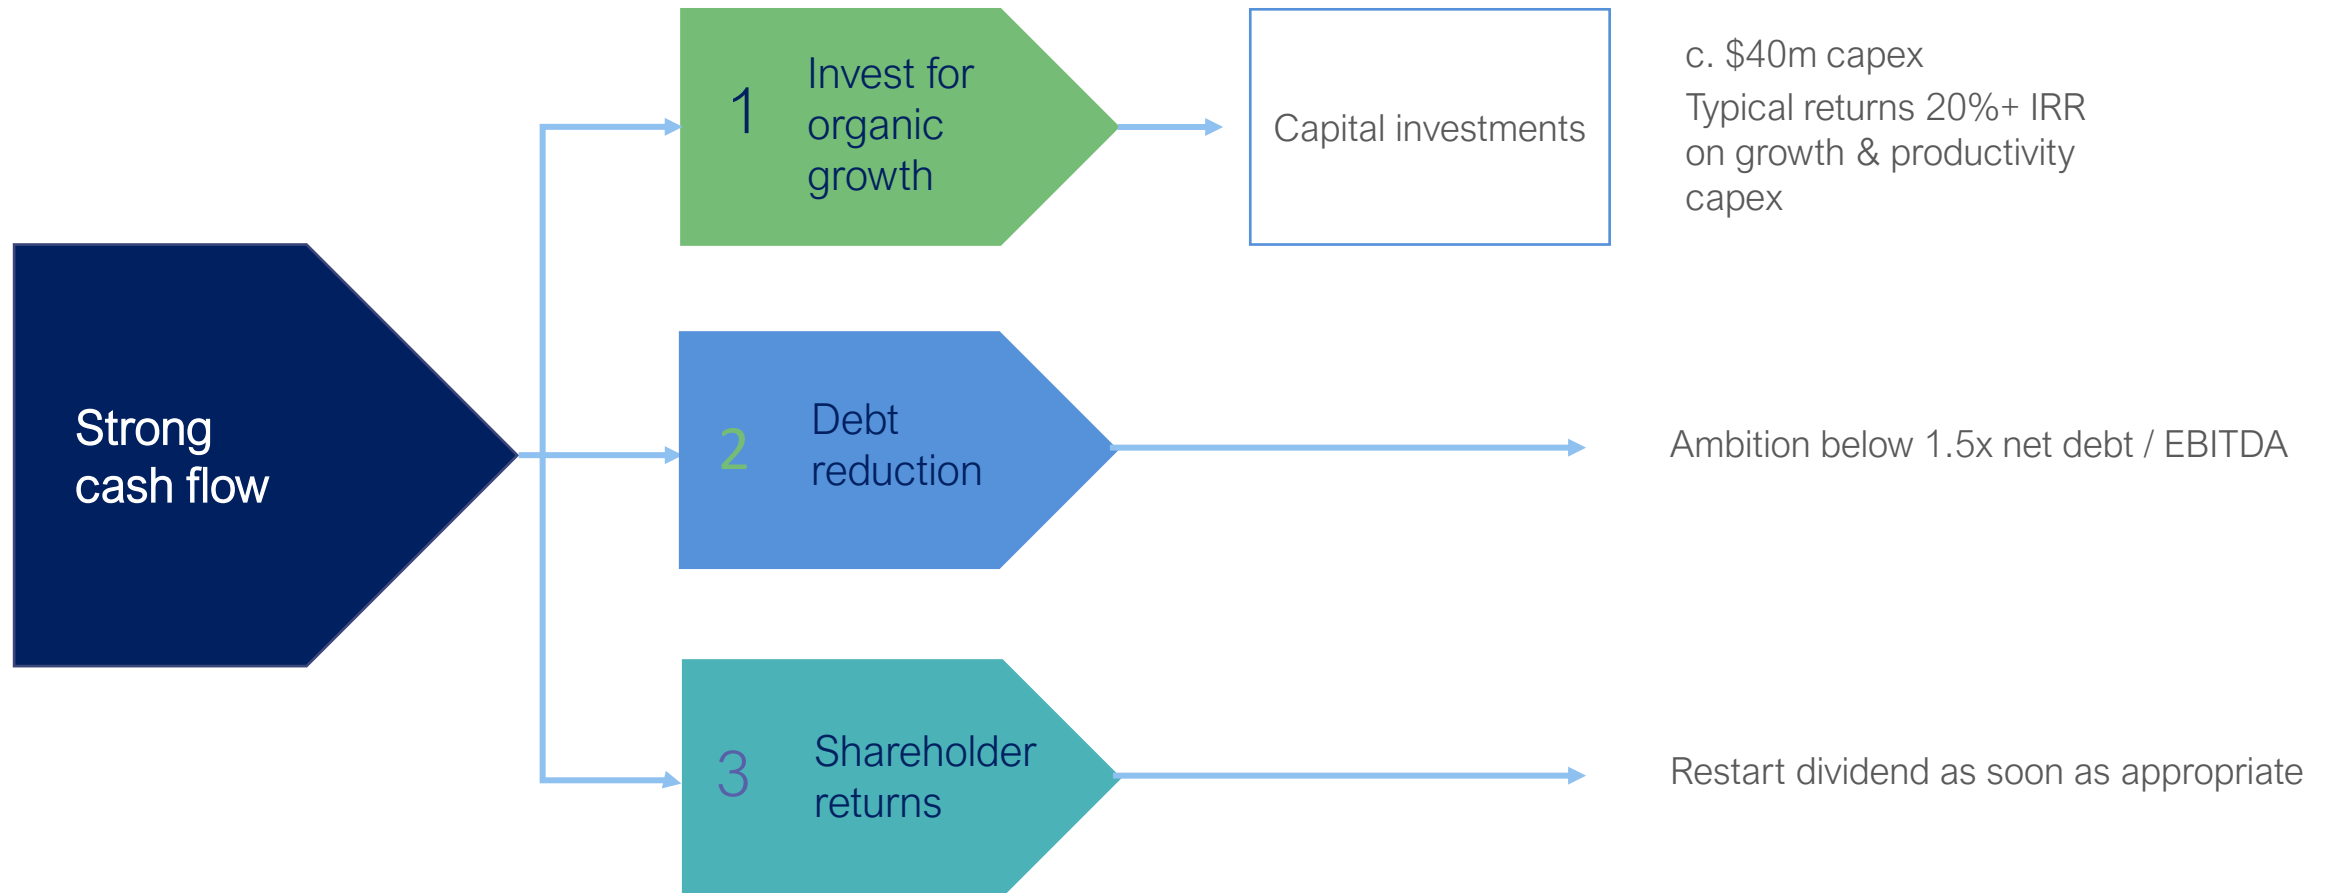 Strong
cash flow
1
Invest for
organic
growth
Capital investments
c. $40m capex
Typical returns 20%+ IRR
on growth & productivity
capex
2
Debt
reduction
Ambition below 1.5x net debt / EBITDA
3
Shareholder
returns
Restart dividend as soon as appropriate